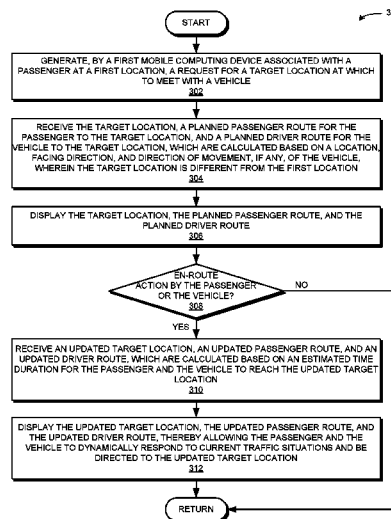 START
3
GENERATE, BY A FIRST MOBILE COMPUTING DEVICE ASSOCIATED WITH A
PASSENGER AT A FIRST LOCATION, A REQUEST FOR A TARGET LOCATION AT WHICH
TO MEET WITH A VEHICLE
302
RECEIVE THE TARGET LOCATION, A PLANNED PASSENGER ROUTE FOR THE
PASSENGER TO THE TARGET LOCATION, AND A PLANNED DRIVER ROUTE FOR THE
VEHICLE TO THE TARGET LOCATION, WHICH ARE CALCULATED BASED ON A LOCATION,
FACING DIRECTION, AND DIRECTION OF MOVEMENT, IF ANY, OF THE VEHICLE,
WHEREIN THE TARGET LOCATION IS DIFFERENT FROM THE FIRST LOCATION
304
DISPLAY THE TARGET LOCATION, THE PLANNED PASSENGER ROUTE, AND THE
PLANNED DRIVER ROUTE
306
EN-ROUTE
ACTION BY THE PASSENGER
OR THE VEHICLE?
308
NO
YES
RECEIVE AN UPDATED TARGET LOCATION, AN UPDATED PASSENGER ROUTE, AND AN
UPDATED DRIVER ROUTE, WHICH ARE CALCULATED BASED ON AN ESTIMATED TIME
DURATION FOR THE PASSENGER AND THE VEHICLE TO REACH THE UPDATED TARGET
LOCATION
310
DISPLAY THE UPDATED TARGET LOCATION, THE UPDATED PASSENGER ROUTE, AND
THE UPDATED DRIVER ROUTE, THEREBY ALLOWING THE PASSENGER AND THE
VEHICLE TO DYNAMICALLY RESPOND TO CURRENT TRAFFIC SITUATIONS AND BE
DIRECTED TO THE UPDATED TARGET LOCATION
312
RETURN